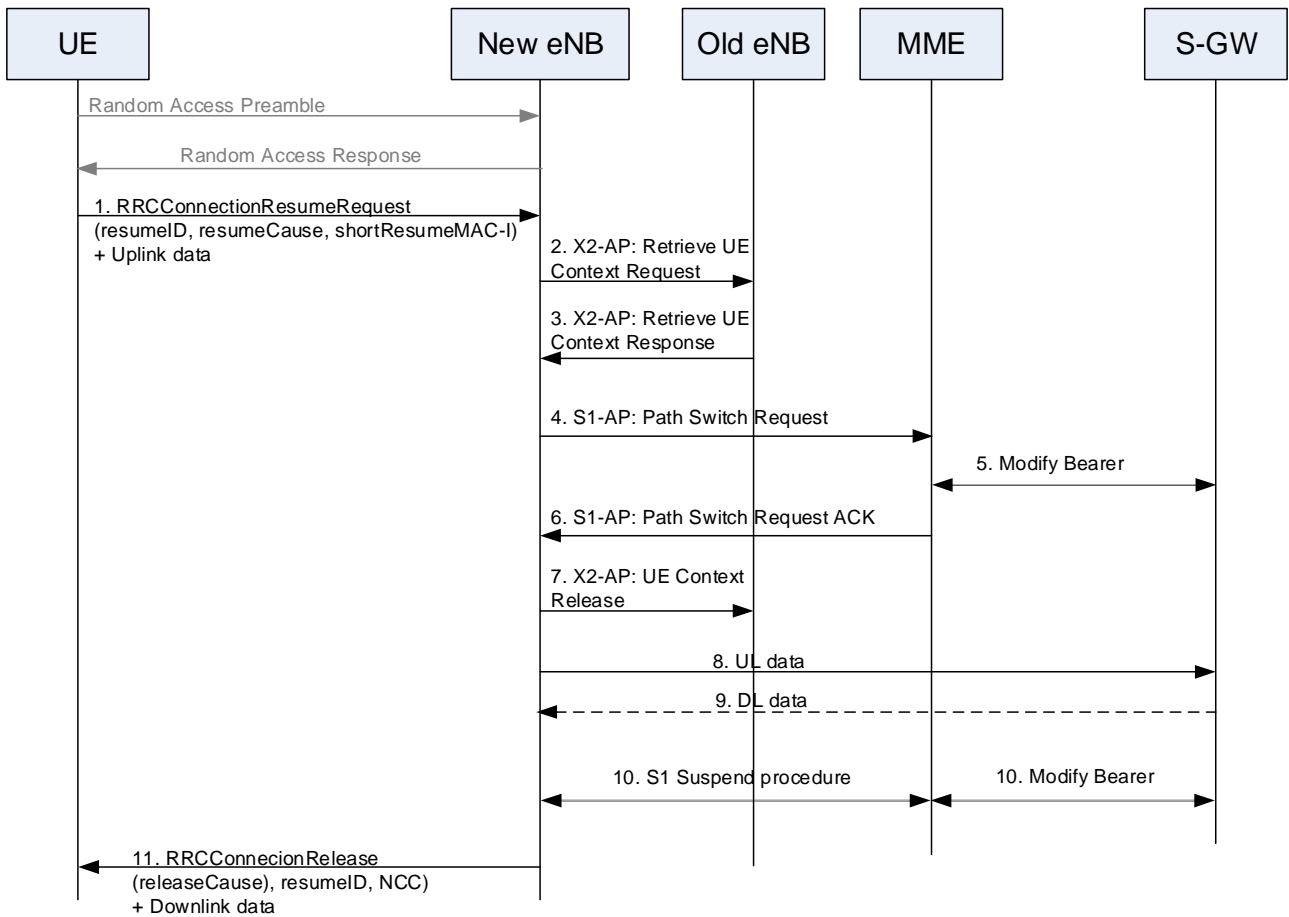 UE
New eNB
Old eNB
MME
S-GW
Random Access Preamble
Random Access Response
1. RRCConnectionResumeRequest
(resumeID, resumeCause, shortResumeMAC-I)
+ Uplink data
2. X2-AP: Retrieve UE
Context Request
3. X2-AP: Retrieve UE
Context Response
4. S1-AP: Path Switch Request
5. Modify Bearer
6. S1-AP: Path Switch Request ACK
7. X2-AP: UE Context
Release
8. UL data
9. DL data
10. S1 Suspend procedure
10. Modify Bearer
11. RRCConnecionRelease
(releaseCause), resumeID, NCC)
+ Downlink data